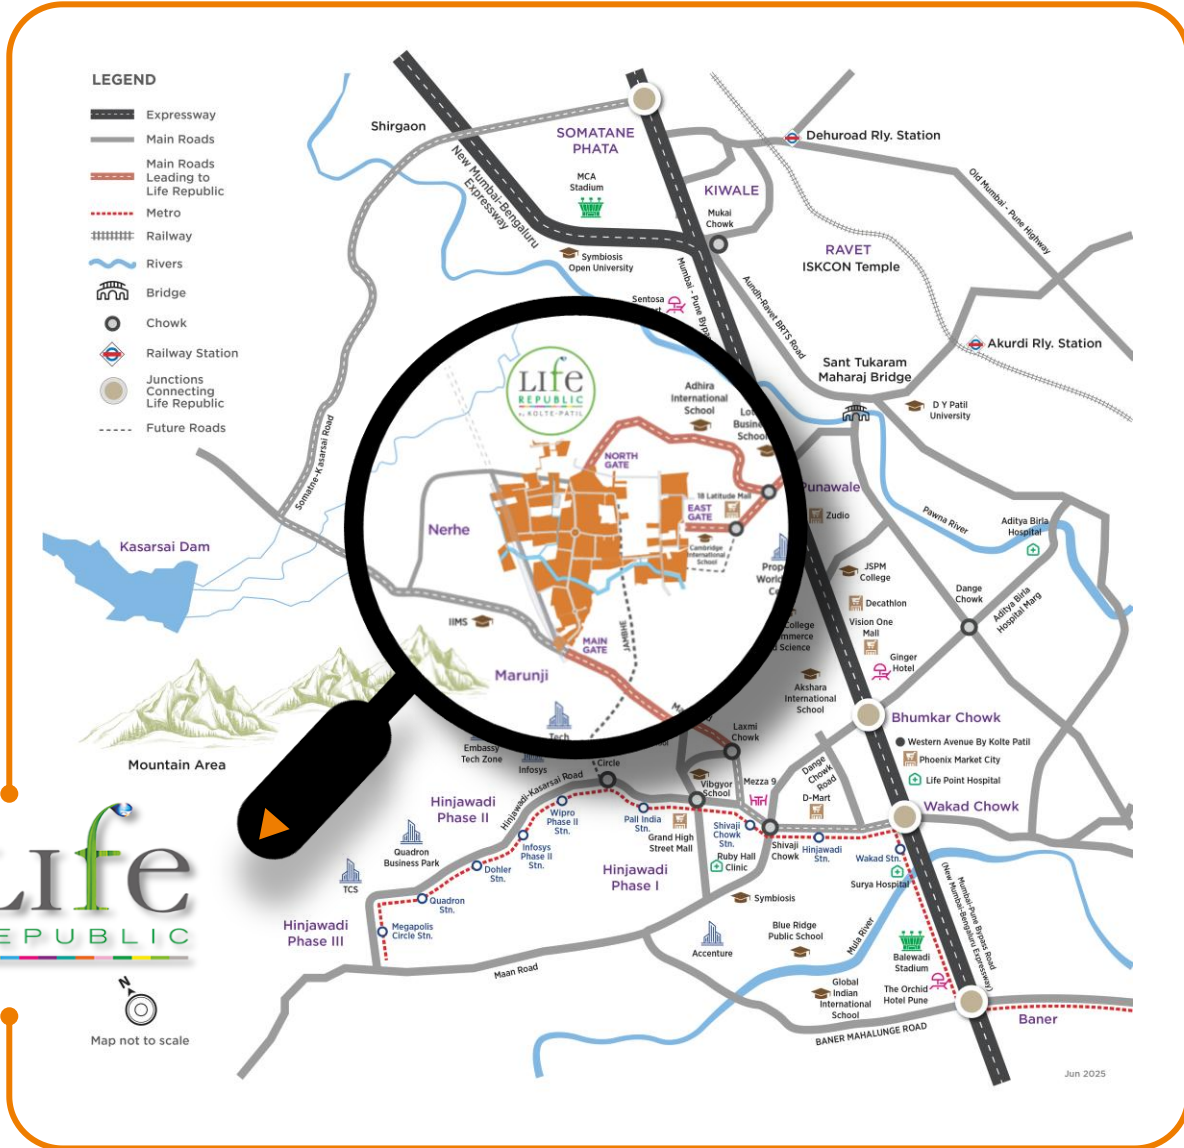 LEGEND
Expressway
Main Roads
Main Roads
Leading to
Life Republic
Metro
Railway
Rivers
Bridge
Chowk
Railway Station
Junctions
Connecting
Life Republic
Future Roads
Shirgaon
New Mumbai-Bengaluru
Expressway
SOMATANE
PHATA
MCA
Stadium
Symbiosis
Open University
KIWALE
Mukai
Chowk
Dehuroad Rly. Station
Old Mumbai - Pune Highway
RAVET
ISKCON Temple
Mumbai - Pune
Aundh-Ravet BRTS Road
Sentosa
Akurdi Rly. Station
Sant Tukaram
Maharaj Bridge
D Y Patil
University
Somatne-Kasarsai Road
Kasarsai Dam
LIfe
REPUBLIC
KOLTE-PATIL
Adhira
International
School
NORTH
GATE
18 Latitude Mall
EAST
GATE
Cambridge
International
School
Nerhe
IIMS
MAIN
GATE
JAMBHE
Marunji
Punawale
Zudio
Pawna River
Aditya Birla
Hospital
JSPM
College
Decathlon
Vision One
Mall
Ginger
Hotel
Dange
Chowk
Aditya Birla
Hospital Marg
Akshara
International
School
Bhumkar Chowk
Western Avenue By Kolte Patil
Phoenix Market City
Life Point Hospital
Wakad Chowk
Mountain Area
Tech
Embassy
Tech Zone
Infosys
Circle
Laxmi
Chowk
Hinjawadi-Kasarsai Road
Hinjawadi
Phase II
Wipro
Phase II
Stn.
Pall India
Stn.
Grand High
Street Mall
Vibgyor
School
Mezza 9
Dange
Chowk
Road
D-Mart
Shivaji
Chowk
Stn.
Shivaji
Chowk
Hinjawadi
Stn.
Wakad Stn.
Surya Hospital
Ruby Hall
Clinic
Infosys
Phase II
Stn.
Dohler
Stn.
Quadron
Business Park
TCS
Quadron
Stn.
Megapolis
Circle Stn.
Hinjawadi
Phase I
Hinjawadi
Phase III
Symbiosis
Accenture
Blue Ridge
Public School
Mula River
Maan Road
Balewadi
Stadium
The Orchid
Hotel Pune
Global
Indian
International
School
Mumbai-Pune Bypass Road
(New Mumbai-Bengaluru Expressway)
BANER MAHALUNGE ROAD
Baner
LIfe
EPUBLIC
N
Map not to scale
Jun 2025